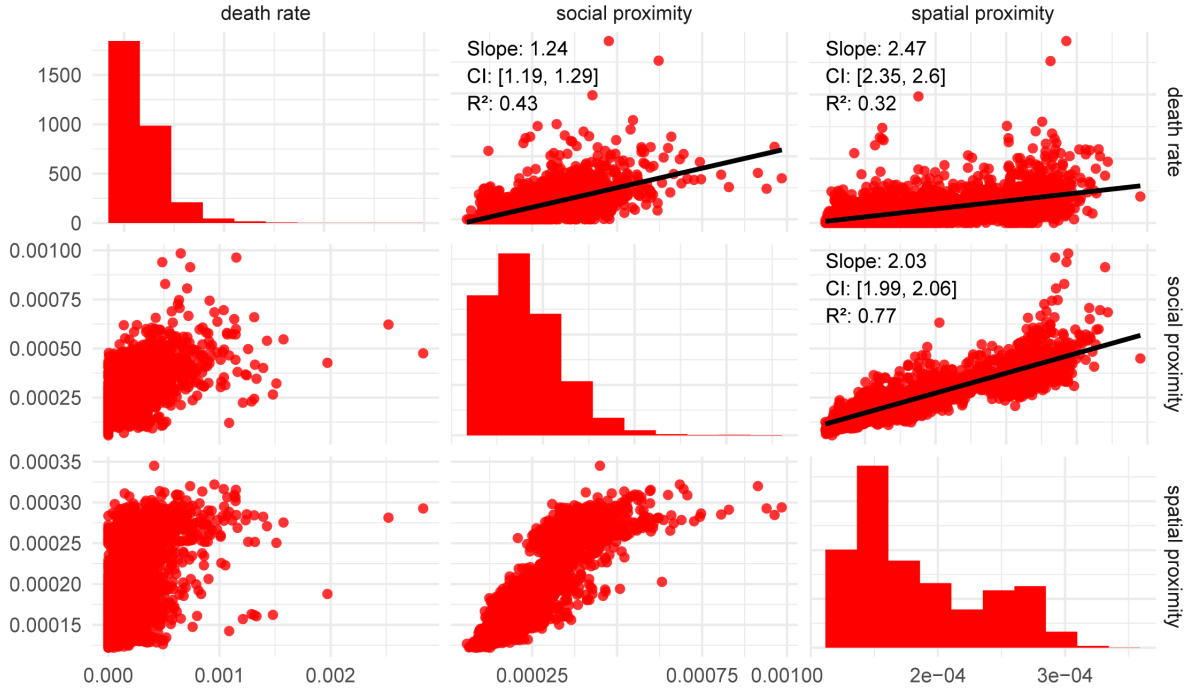 death rate
social proximity
spatial proximity
1500
1000
500
0
Slope: 1.24
CI: [1.19, 1.29]
R²: 0.43
Slope: 2.47
CI: [2.35, 2.6]
R²: 0.32
death rate
0.00100
0.00075
0.00050
0.00025
Slope: 2.03
CI: [1.99, 2.06]
R²: 0.77
social proximity
0.00035
0.00030
0.00025
0.00020
0.00015
spatial proximity
0.000
0.001
0.002
0.00025
0.00075
0.00100
2e-04
3e-04